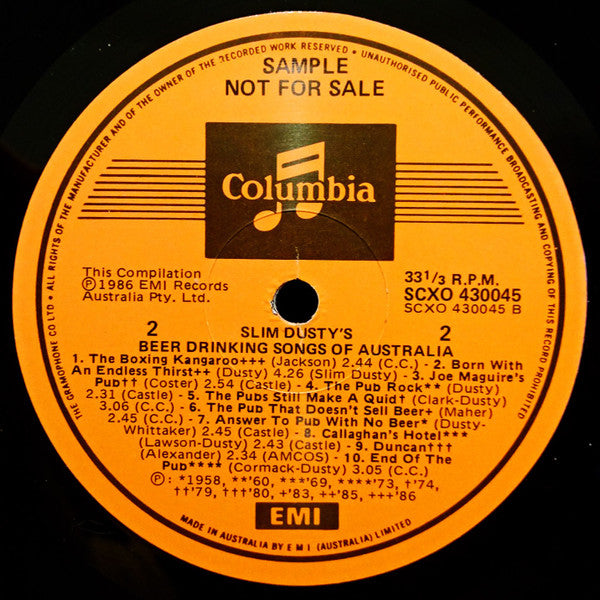 THE GRAMOPHONE CO LTD • ALL RIGHTS OF THE MANUFACTURER AND OF THE OWNER OF THE RECORDED WORK RESERVED • UNAUTHORISED PUBLIC PERFORMANCE BROADCASTING AND COPYING OF THIS RECORD PROHIBITED
SAMPLE
NOT FOR SALE
Columbia
This Compilation
Ⓟ1986 EMI Records
Australia Pty. Ltd.
33 1/3 R.P.M.
SCXO 430045
SCXO 430045 B
2 SLIM DUSTY'S 2
BEER DRINKING SONGS OF AUSTRALIA
1. The Boxing Kangaroo+++ (Jackson) 2.44 (C.C.) - 2. Born With
An Endless Thirst++ (Dusty) 4.26 (Slim Dusty) - 3. Joe Maguire's
Pub†† (Coster) 2.54 (Castle) - 4. The Pub Rock** (Dusty)
2.31 (Castle) - 5. The Pubs Still Make A Quid† (Clark-Dusty)
3.06 (C.C.) - 6. The Pub That Doesn't Sell Beer+ (Maher)
2.45 (C.C.) - 7. Answer To Pub With No Beer* (Dusty-
Whittaker) 2.45 (Castle) - 8. Callaghan's Hotel***
(Lawson-Dusty) 2.43 (Castle) - 9. Duncan†††
(Alexander) 2.34 (AMCOS) - 10. End Of The
Pub**** (Cormack-Dusty) 3.05 (C.C.)
Ⓟ: *1958, **'60, ***'69, ****'73, †'74,
††'79, †††'80, +'83, ++'85, +++'86
EMI
MADE IN AUSTRALIA BY E M I (AUSTRALIA) LIMITED